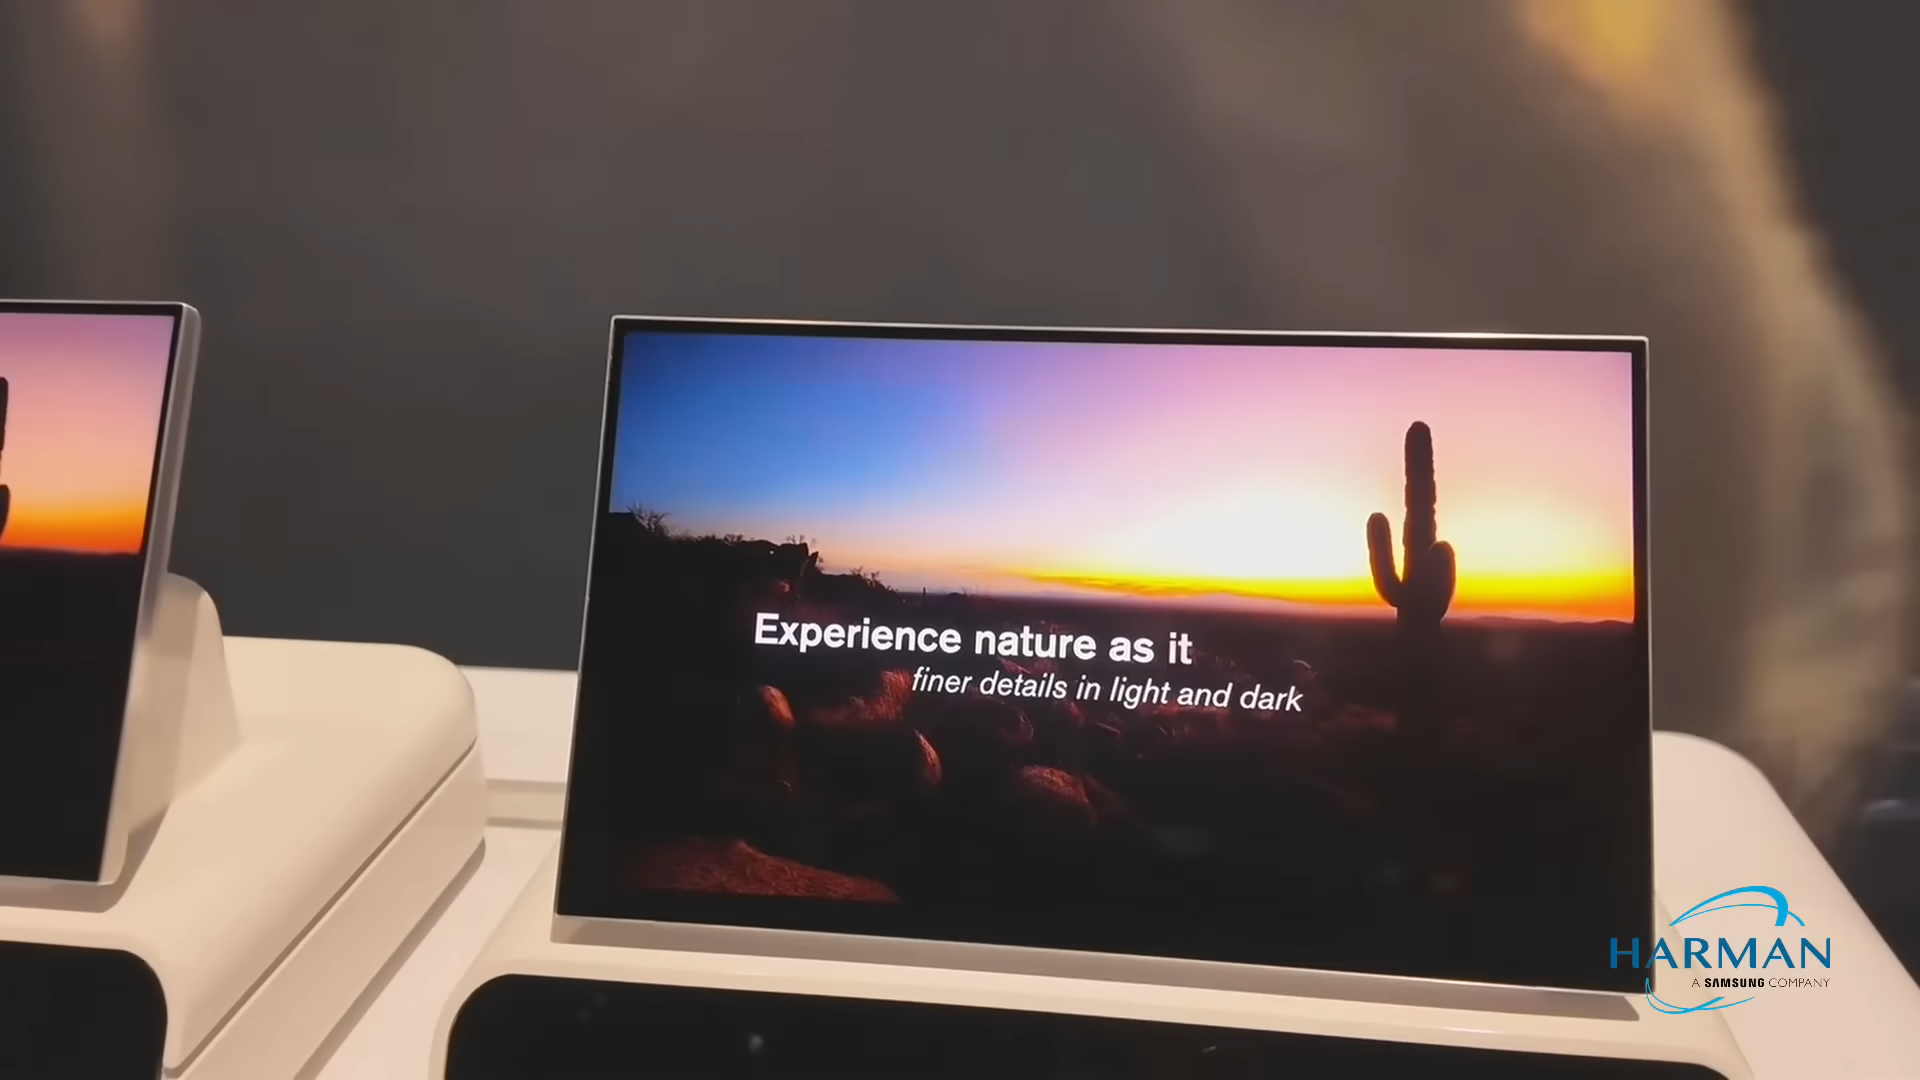 Experience nature as it
finer details in light and dark
HARMAN
A SAMSUNG COMPANY